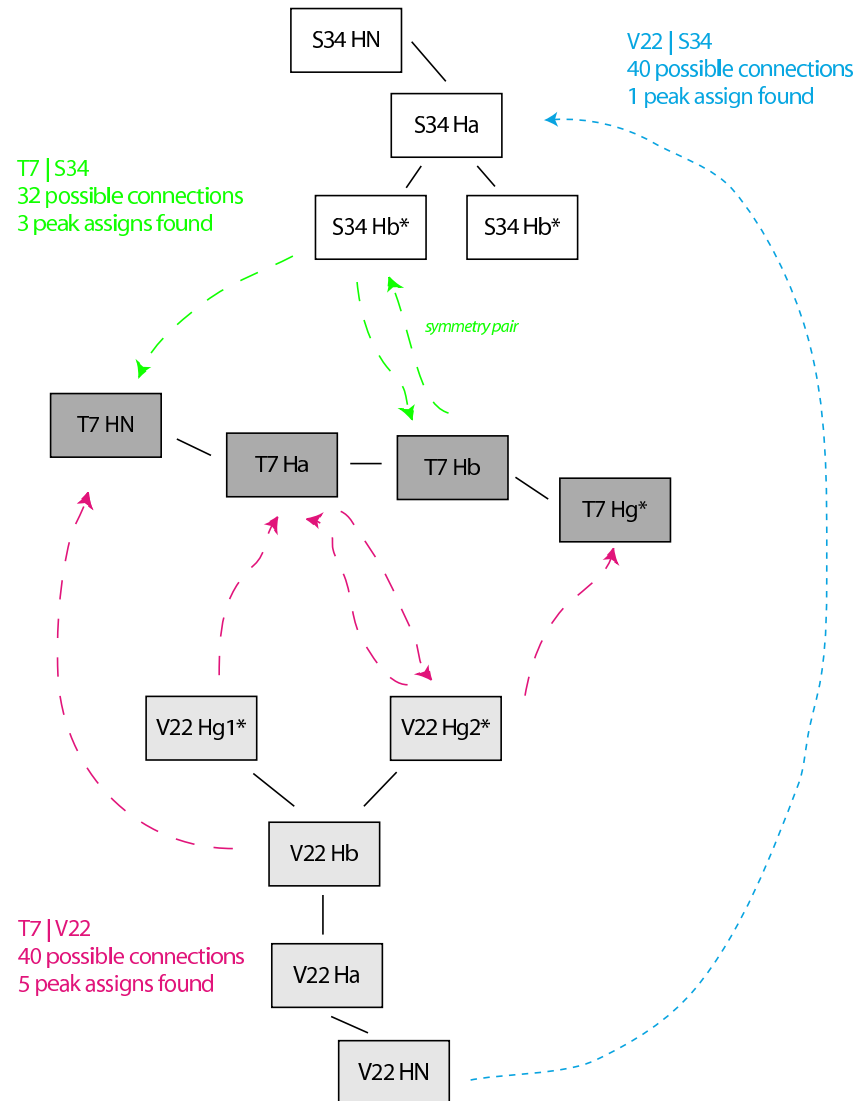 S34 HN
V22 | S34
40 possible connections
1 peak assign found
S34 Ha
T7 | S34
32 possible connections
3 peak assigns found
S34 Hb*
S34 Hb*
symmetry pair
T7 HN
T7 Ha
T7 Hb
T7 Hg*
V22 Hg1*
V22 Hg2*
V22 Hb
T7 | V22
40 possible connections
5 peak assigns found
V22 Ha
V22 HN